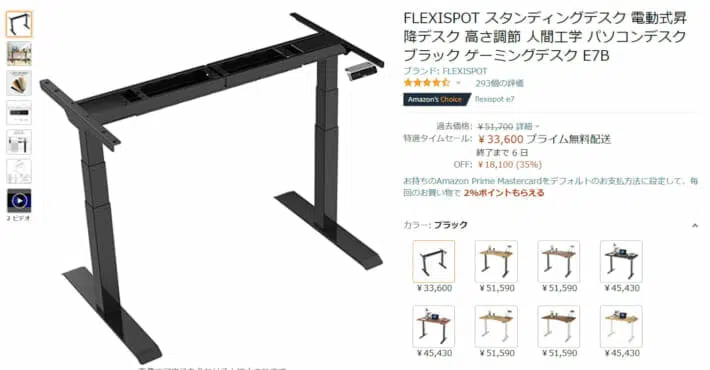 FLEXISPOT スタンディングデスク 電動式昇
降デスク 高さ調節 人間工学 パソコンデスク
ブラック ゲーミングデスク E7B
ブランド: FLEXISPOT
293個の評価
Amazon's Choice flexispot e7
過去価格: ¥51,700 詳細
特選タイムセール: ¥33,600 プライム無料配送
終了まで 6 日
OFF: ¥18,100 (35%)
お持ちのAmazon Prime Mastercardをデフォルトのお支払方法に設定して、毎
回のお買い物で 2%ポイントもらえる
カラー: ブラック
¥33,600 ¥51,590 ¥51,590 ¥45,430
¥45,430 ¥51,590 ¥51,590 ¥45,430
2 ビデオ